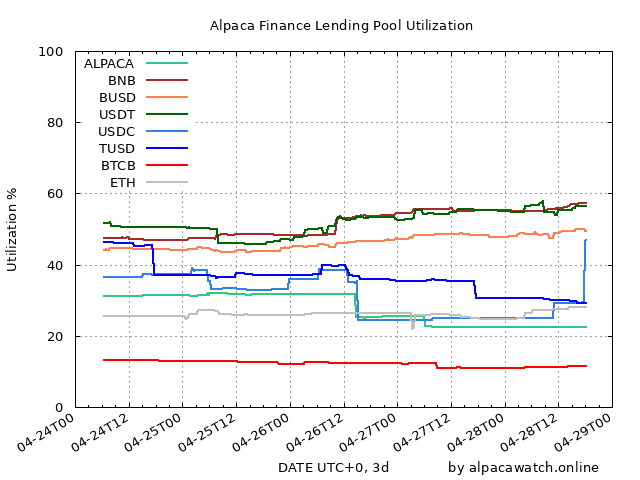 Alpaca Finance Lending Pool Utilization
100
80
60
40
20
0
Utilization %
ALPACA
BNB
BUSD
USDT
USDC
TUSD
BTCB
ETH
04-24T00
04-24T12
04-25T00
04-25T12
04-26T00
04-26T12
04-27T00
04-27T12
04-28T00
04-28T12
04-29T00
DATE UTC+0, 3d
by alpacawatch.online